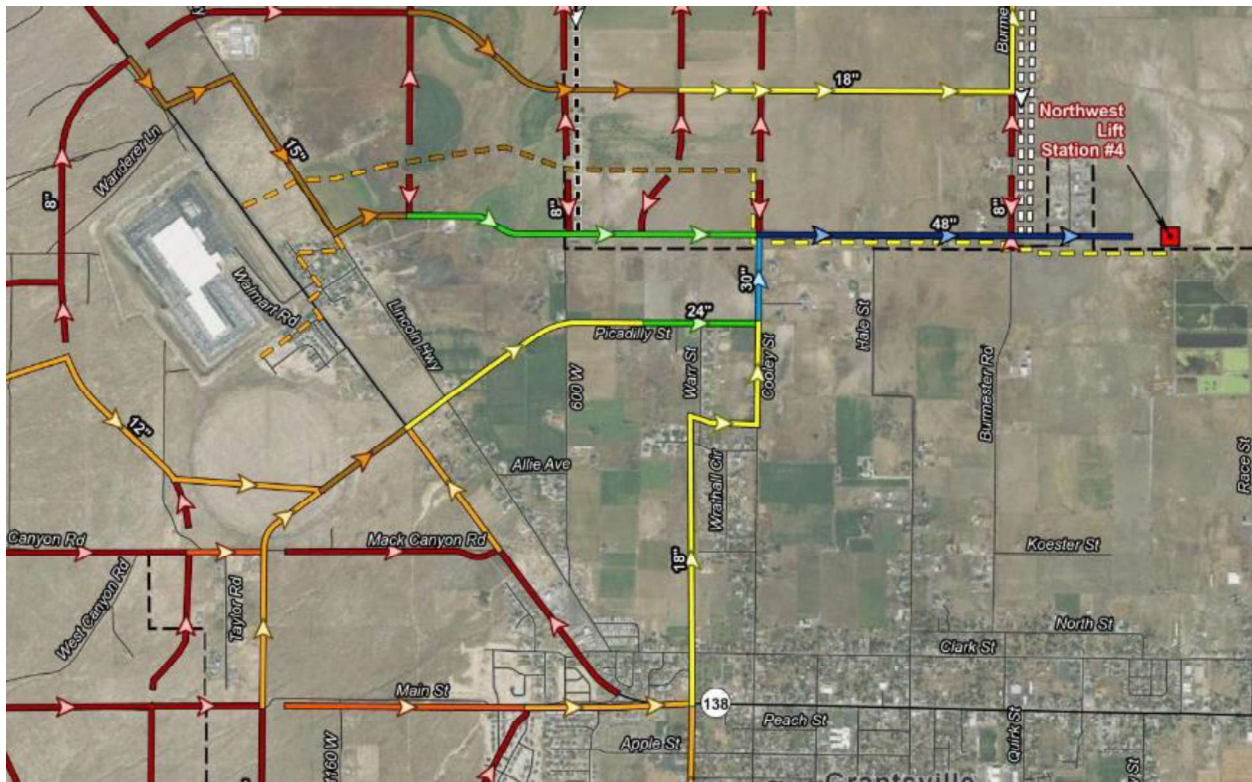 Burme
18"
Northwest
Lift
Station #4
Wanderer Ln
15"
8"
8"
8"
48"
Walmart Rd
Lincoln Hwy
30"
24"
Picadilly St
Hale St
600 W
Warr St
Cooley St
Burmester Rd
12"
Race St
Allie Ave
Wrathall Cir
Canyon Rd
Mack Canyon Rd
18"
Koester St
West Canyon Rd
Taylor Rd
North St
Clark St
Main St
138
Peach St
Quirk St
1160 W
Apple St
Grantsville